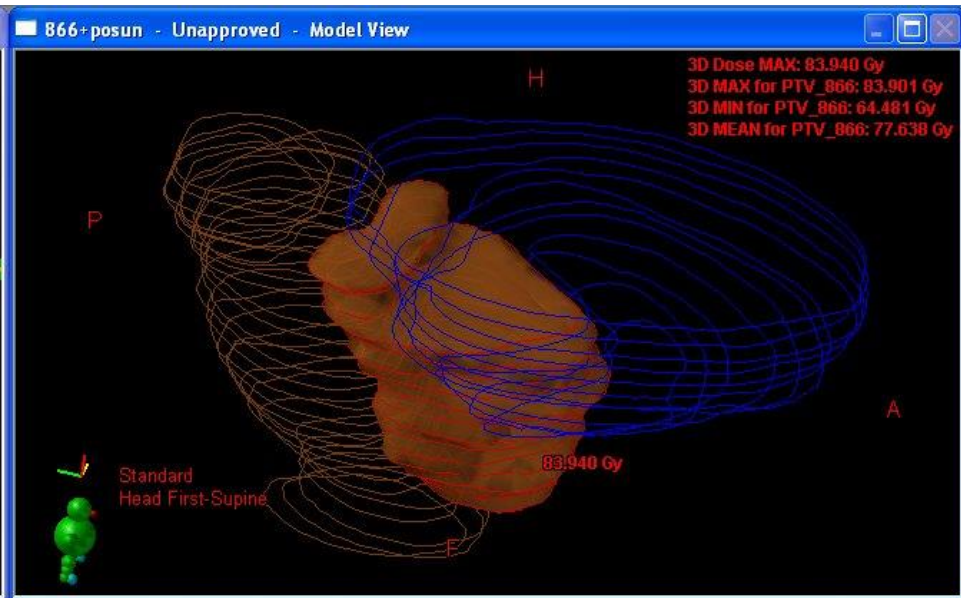 866+posun - Unapproved - Model View
3D Dose MAX: 83.940 Gy
3D MAX for PTV_866: 83.901 Gy
3D MIN for PTV_866: 64.481 Gy
3D MEAN for PTV_866: 77.638 Gy
H
P
A
83.940 Gy
Standard
Head First-Supine
F